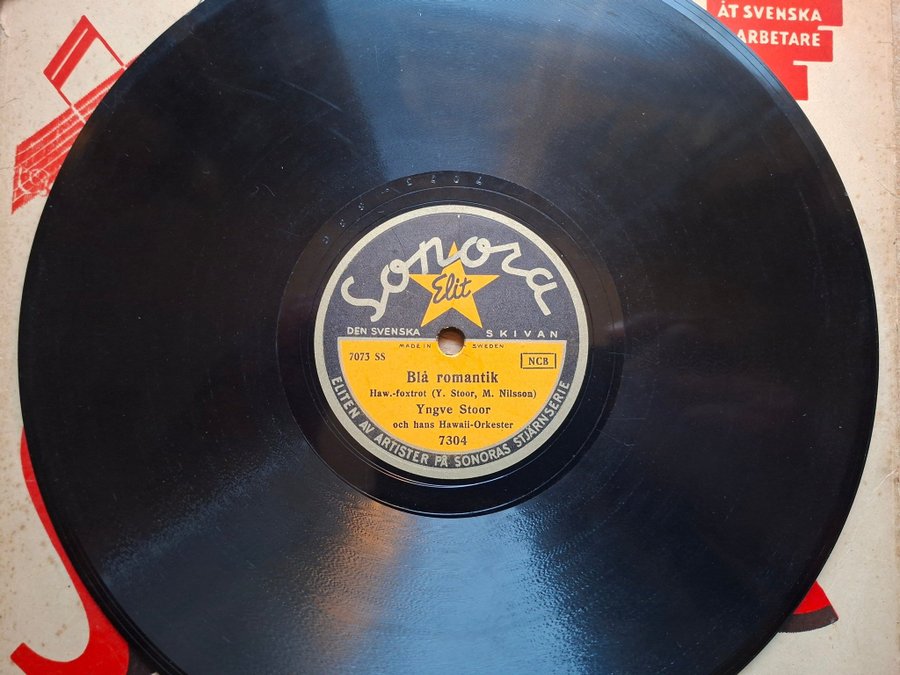 ÅT SVENSKA
ARBETARE
Sonora
Elit
DEN SVENSKA SKIVAN
MADE IN SWEDEN
7073 SS
NCB
Blå romantik
Haw.-foxtrot (Y. Stoor, M. Nilsson)
Yngve Stoor
och hans Hawaii-Orkester
7304
ELITEN AV ARTISTER PÅ SONORAS STJÄRNSERIE